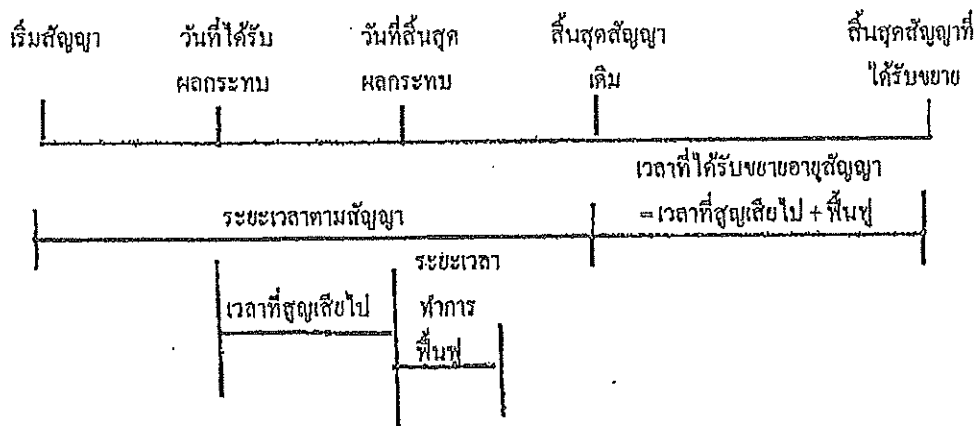 เริ่มสัญญา
วันที่ได้รับ
ผลกระทบ
วันที่สิ้นสุด
ผลกระทบ
สิ้นสุดสัญญา
เดิม
สิ้นสุดสัญญาที่
ได้รับขยาย
เวลาที่ได้รับขยายอายุสัญญา
=เวลาที่สูญเสียไป + ฟื้นฟู
ระยะเวลาตามสัญญา
เวลาที่สูญเสียไป
ระยะเวลา
ทำการ
ฟื้นฟู